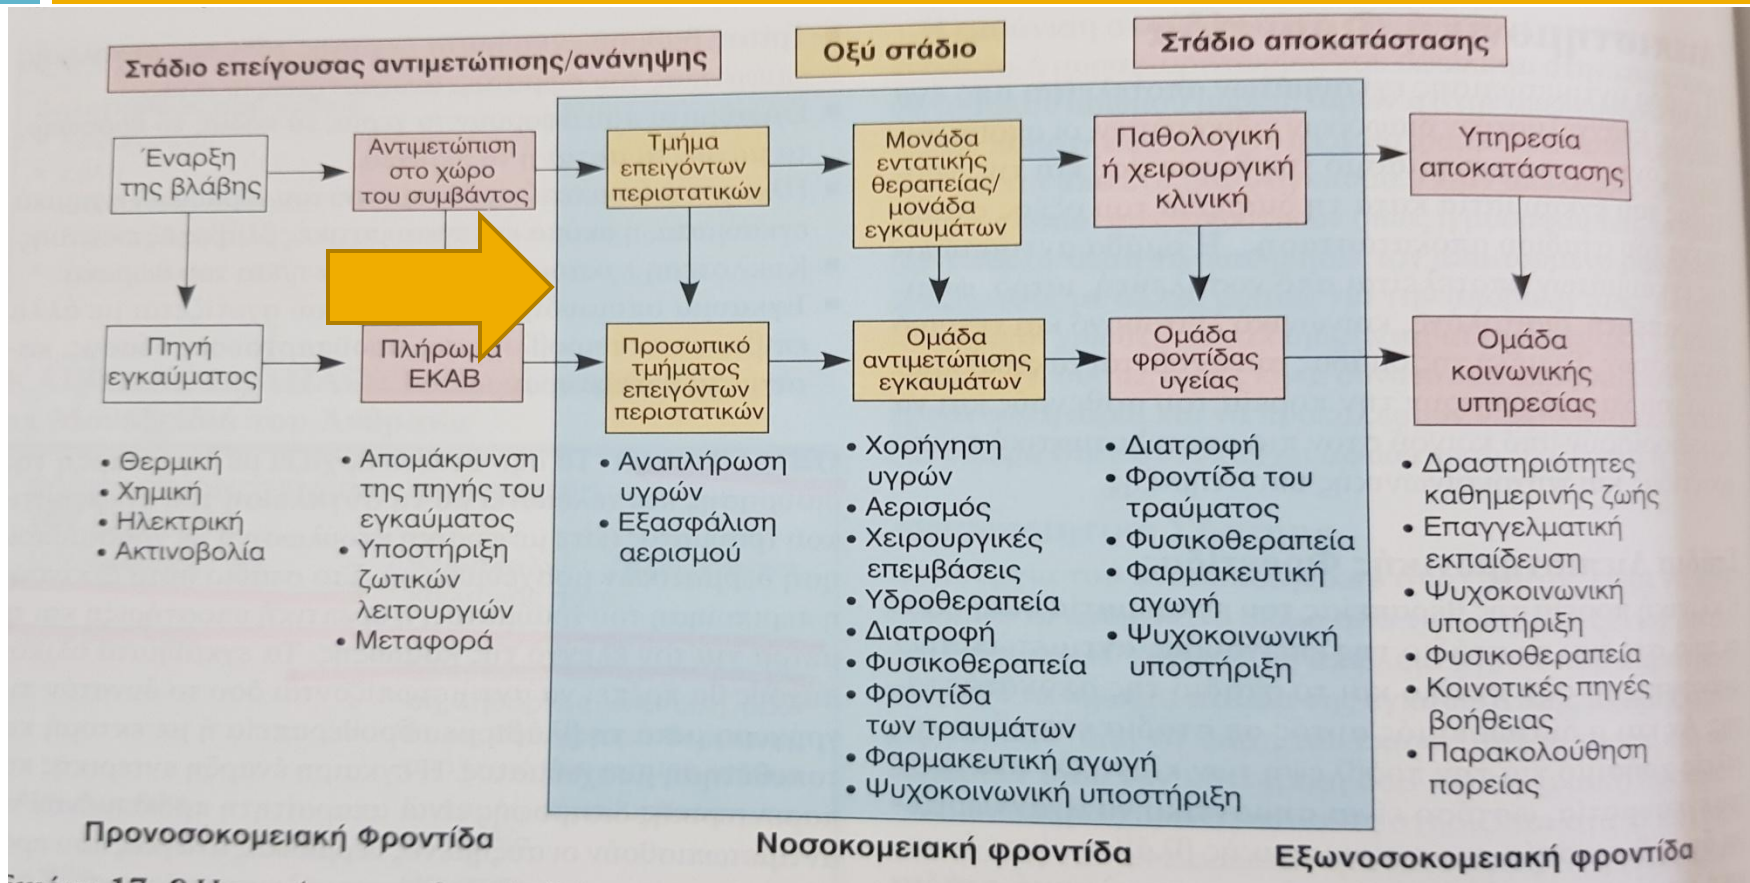 Στάδιο επείγουσας αντιμετώπισης/ανάνηψης
Οξύ στάδιο
Στάδιο αποκατάστασης
Έναρξη
της βλάβης
Αντιμετώπιση
στο χώρο
του συμβάντος
Τμήμα
επειγόντων
περιστατικών
Μονάδα
εντατικής
θεραπείας/
μονάδα
εγκαυμάτων
Παθολογική
ή χειρουργική
κλινική
Υπηρεσία
αποκατάστασης
Πηγή
εγκαύματος
Πλήρωμα
ΕΚΑΒ
Προσωπικό
τμήματος
επειγόντων
περιστατικών
Ομάδα
αντιμετώπισης
εγκαυμάτων
Ομάδα
φροντίδας
υγείας
Ομάδα
κοινωνικής
υπηρεσίας
• Θερμική
• Χημική
• Ηλεκτρική
• Ακτινοβολία
• Απομάκρυνση
της πηγής του
εγκαύματος
• Υποστήριξη
ζωτικών
λειτουργιών
• Μεταφορά
• Αναπλήρωση
υγρών
• Εξασφάλιση
αερισμού
• Χορήγηση
υγρών
• Αερισμός
• Χειρουργικές
επεμβάσεις
• Υδροθεραπεία
• Διατροφή
• Φυσικοθεραπεία
• Φροντίδα
των τραυμάτων
• Φαρμακευτική αγωγή
• Ψυχοκοινωνική υποστήριξη
• Διατροφή
• Φροντίδα του
τραύματος
• Φυσικοθεραπεία
• Φαρμακευτική
αγωγή
• Ψυχοκοινωνική
υποστήριξη
• Δραστηριότητες
καθημερινής ζωής
• Επαγγελματική
εκπαίδευση
• Ψυχοκοινωνική
υποστήριξη
• Φυσικοθεραπεία
• Κοινοτικές πηγές
βοήθειας
• Παρακολούθηση
πορείας
Προνοσοκομειακή Φροντίδα
Νοσοκομειακή φροντίδα
Εξωνοσοκομειακή φροντίδα